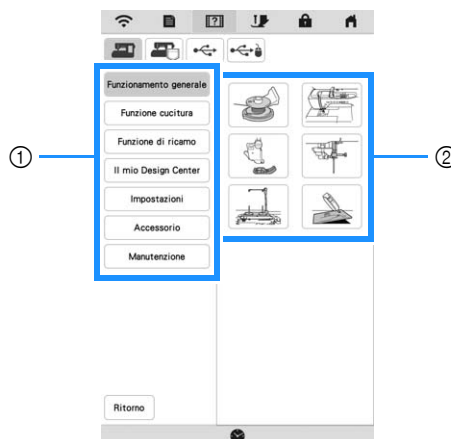 ?
Funzionamento generale
Funzione cucitura
Funzione di ricamo
①
②
Il mio Design Center
Impostazioni
Accessorio
Manutenzione
Ritorno